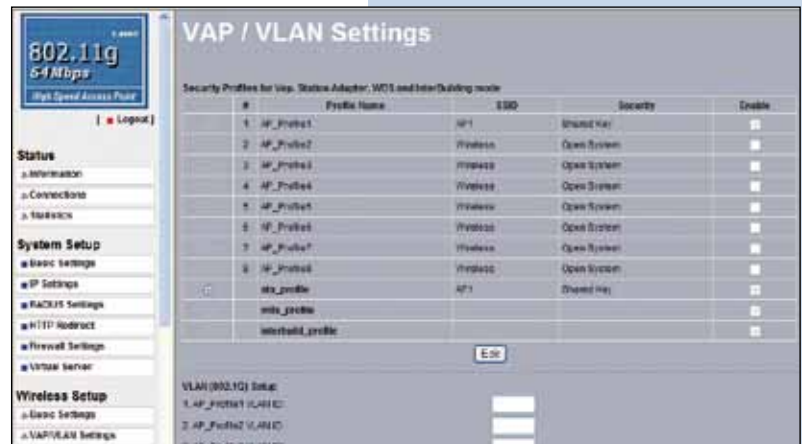 802.11g
54Mbps
High Speed Access Point
[ Logout ]
Status
Information
Connections
Statistics
System Setup
Basic Settings
IP Settings
RADIUS Settings
HTTP Redirect
Firewall Settings
Virtual Server
Wireless Setup
Basic Settings
VAP/VLAN Settings
VAP / VLAN Settings
Security Profiles for Vap, Station Adapter, WDS and InterBuilding mode
# Profile Name SSID Security Enable
1 AP_Profile1 AP1 Shared Key
2 AP_Profile2 Wireless Open System
3 AP_Profile3 Wireless Open System
4 AP_Profile4 Wireless Open System
5 AP_Profile5 Wireless Open System
6 AP_Profile6 Wireless Open System
7 AP_Profile7 Wireless Open System
8 AP_Profile8 Wireless Open System
sta_profile AP1 Shared Key
wds_profile
interbuild_profile
Edit
VLAN (802.1Q) Setup
1. AP_Profile1 VLAN ID:
2. AP_Profile2 VLAN ID: